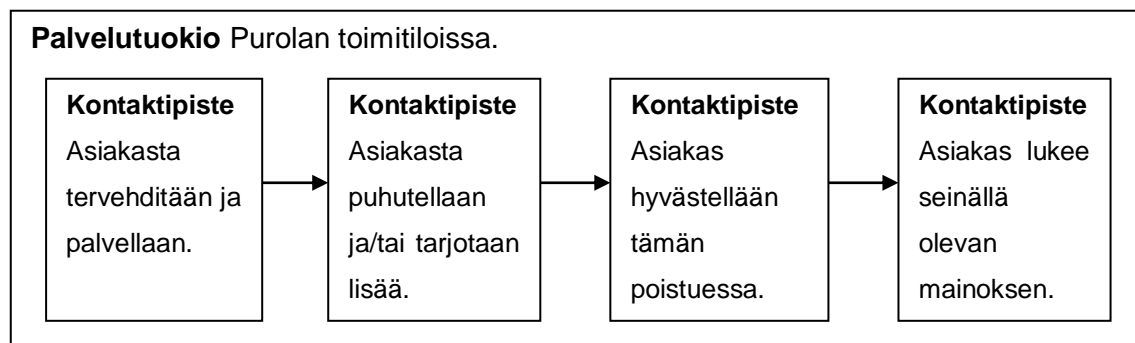 Palvelutuokio Purolan toimitiloissa.
Kontaktipiste
Asiakasta
tervehditään ja
palvellaan.
Kontaktipiste
Asiakasta
puhutellaan
ja/tai tarjotaan
lisää.
Kontaktipiste
Asiakas
hyvästellään
tämän
poistuessa.
Kontaktipiste
Asiakas lukee
seinällä
olevan
mainoksen.